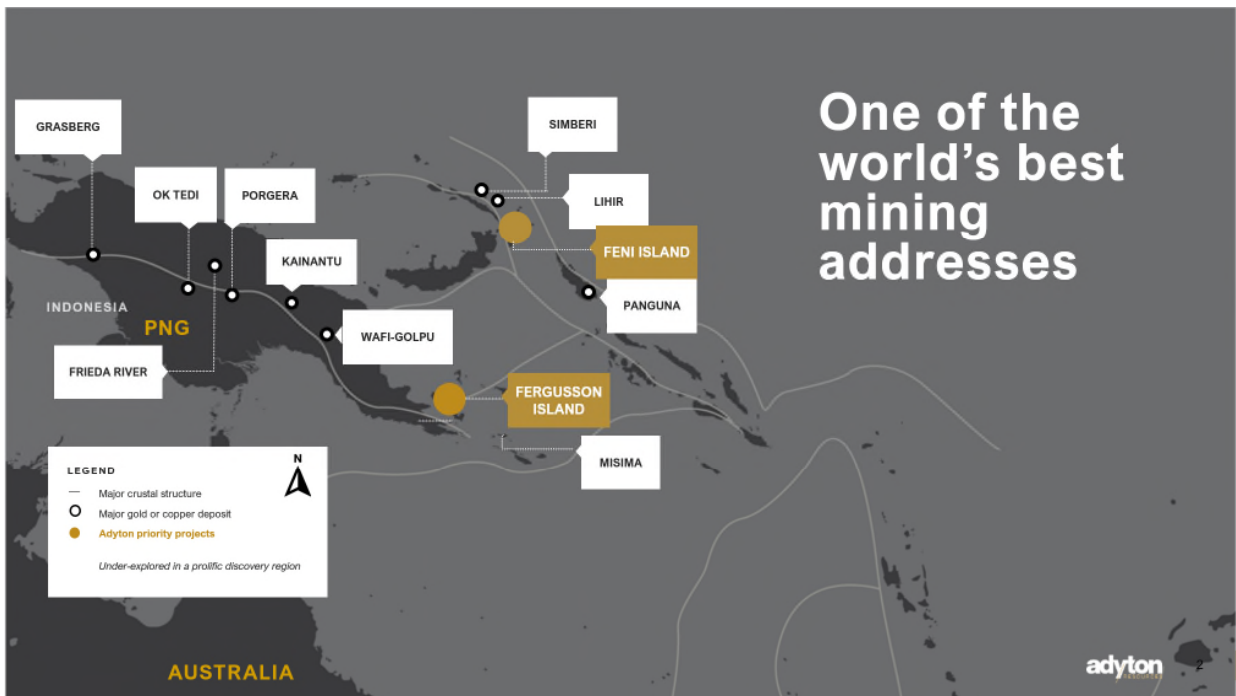 One of the
world's best
mining
addresses
GRASBERG
SIMBERI
OK TEDI
PORGERA
LIHIR
FENI ISLAND
KAINANTU
INDONESIA
PANGUNA
PNG
WAFI-GOLPU
FRIEDA RIVER
FERGUSSON
ISLAND
MISIMA
LEGEND
N
Major crustal structure
Major gold or copper deposit
Adyton priority projects
Under-explored in a prolific discovery region
AUSTRALIA
adyton
RESOURCES
2